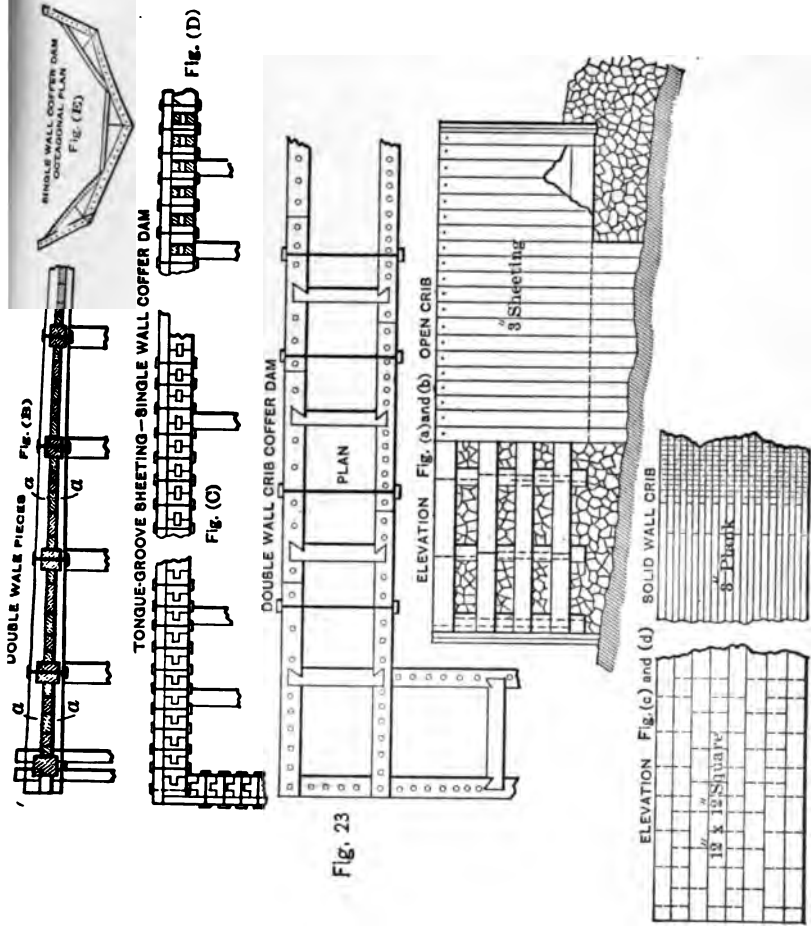 DOUBLE WALE PIECES Fig. (B)
a a
a a
SINGLE WALL COFFER DAM
OCTAGONAL PLAN
Fig. (E)
TONGUE-GROOVE SHEETING—SINGLE WALL COFFER DAM
Fig. (C)
Fig. (D)
Fig. 23
DOUBLE WALL CRIB COFFER DAM
PLAN
ELEVATION Fig. (a) and (b) OPEN CRIB
3" Sheeting
ELEVATION Fig. (c) and (d) SOLID WALL CRIB
12" x 12" Square
3" Plank